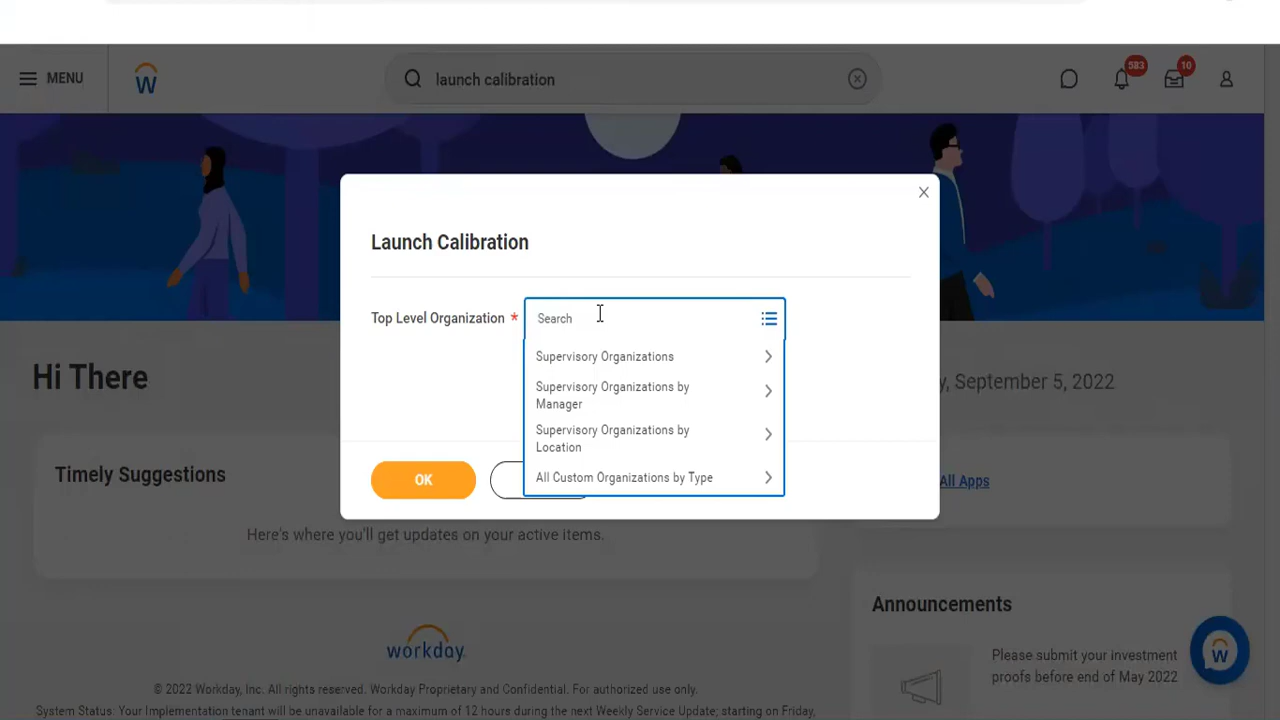 MENU
launch calibration
583
10
Launch Calibration
Top Level Organization *
Search
Supervisory Organizations
Supervisory Organizations by
Manager
Supervisory Organizations by
Location
All Custom Organizations by Type
OK
Hi There
y, September 5, 2022
Timely Suggestions
Here's where you'll get updates on your active items.
All Apps
Announcements
Please submit your investment
proofs before end of May 2022
workday.
© 2022 Workday, Inc. All rights reserved. Workday Proprietary and Confidential. For authorized use only.
System Status: Your Implementation tenant will be unavailable for a maximum of 12 hours during the next Weekly Service Update; starting on Friday,